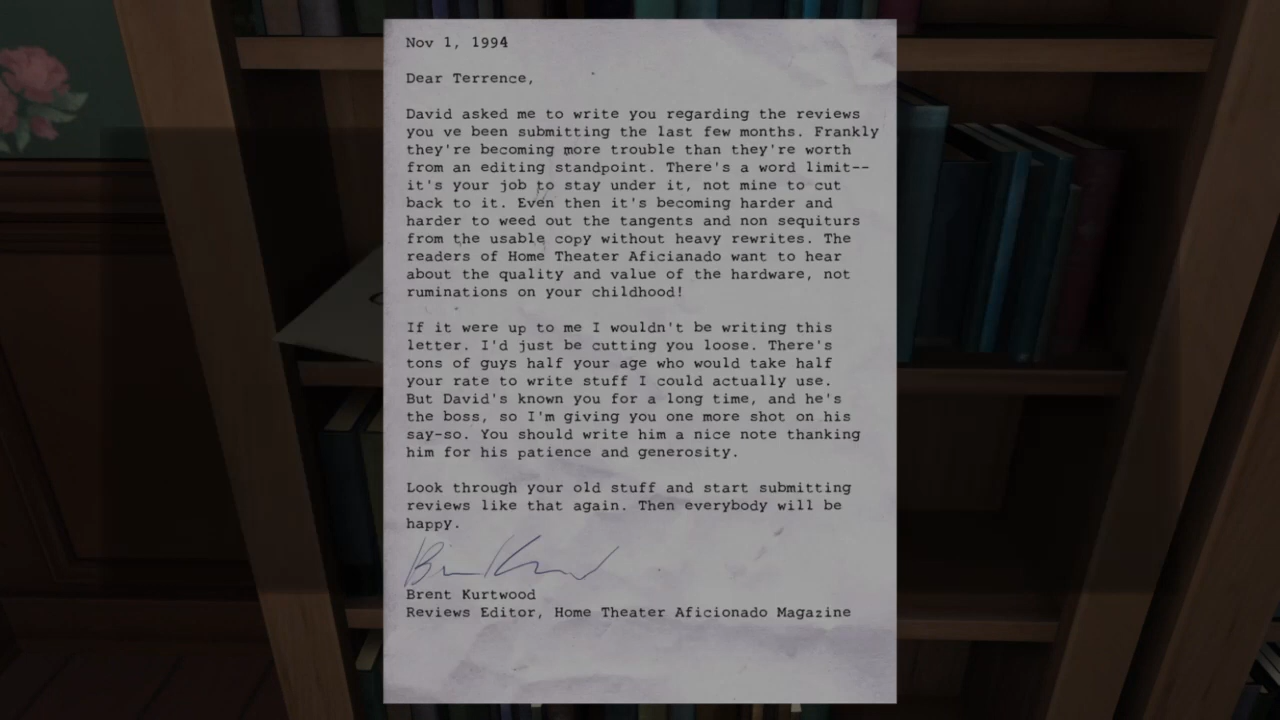 Nov 1, 1994
Dear Terrence,
David asked me to write you regarding the reviews
you ve been submitting the last few months. Frankly
they're becoming more trouble than they're worth
from an editing standpoint. There's a word limit--
it's your job to stay under it, not mine to cut
back to it. Even then it's becoming harder and
harder to weed out the tangents and non sequiturs
from the usable copy without heavy rewrites. The
readers of Home Theater Aficianado want to hear
about the quality and value of the hardware, not
ruminations on your childhood!
If it were up to me I wouldn't be writing this
letter. I'd just be cutting you loose. There's
tons of guys half your age who would take half
your rate to write stuff I could actually use.
But David's known you for a long time, and he's
the boss, so I'm giving you one more shot on his
say-so. You should write him a nice note thanking
him for his patience and generosity.
Look through your old stuff and start submitting
reviews like that again. Then everybody will be
happy.
Brent Kurtwood
Reviews Editor, Home Theater Aficionado Magazine